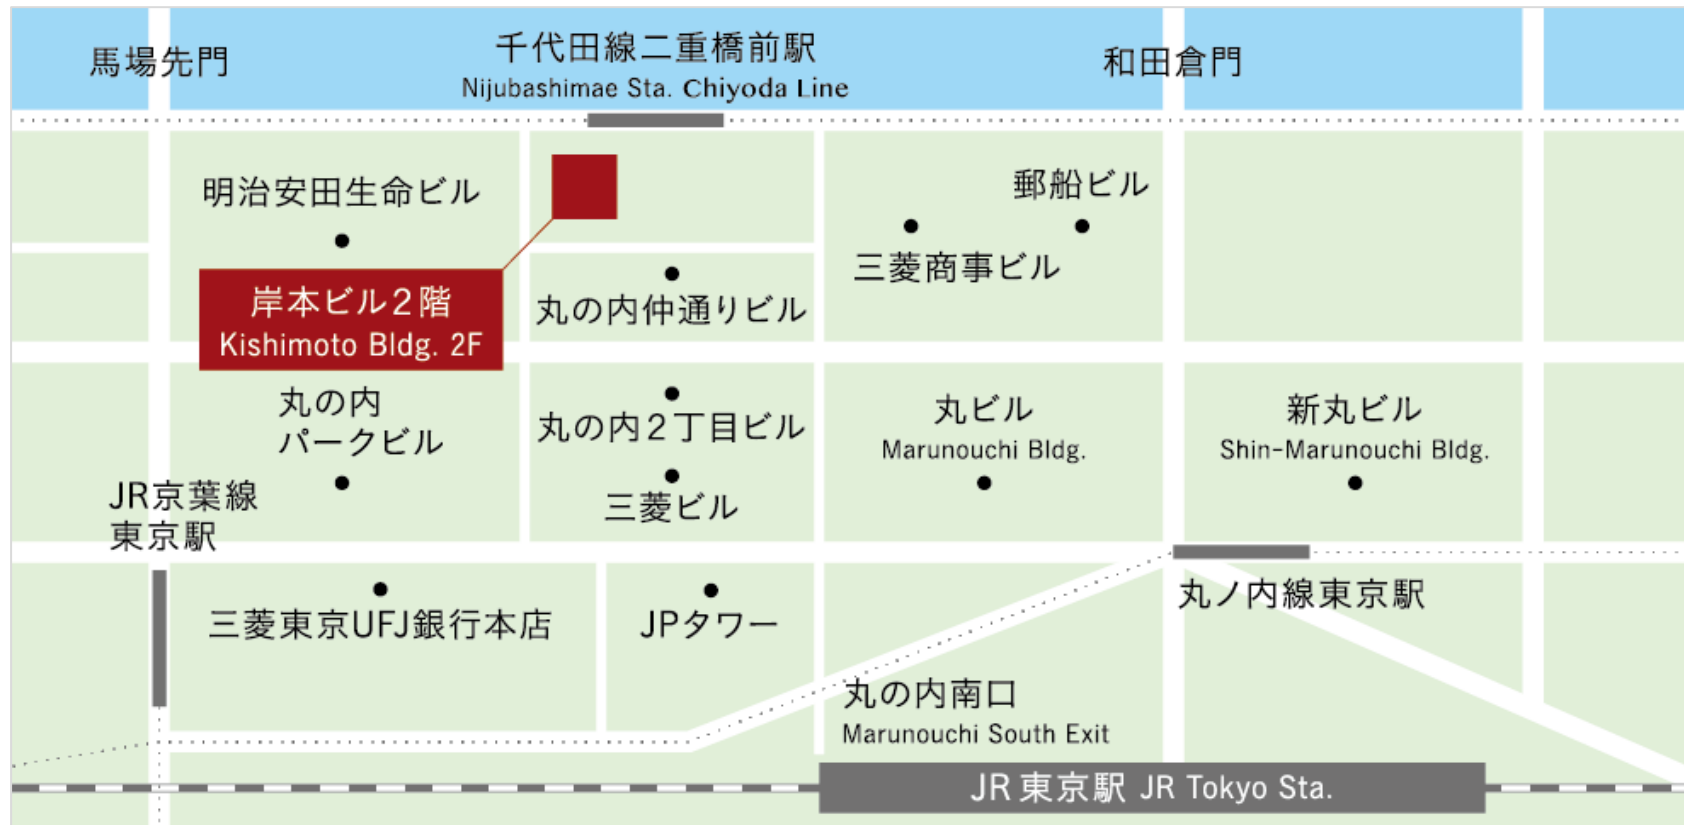 馬場先門
千代田線二重橋前駅
Nijubashimae Sta. Chiyoda Line
和田倉門
明治安田生命ビル
郵船ビル
三菱商事ビル
岸本ビル2階
Kishimoto Bldg. 2F
丸の内仲通りビル
丸の内
パークビル
丸の内2丁目ビル
丸ビル
Marunouchi Bldg.
新丸ビル
Shin-Marunouchi Bldg.
JR京葉線
東京駅
三菱ビル
三菱東京UFJ銀行本店
JPタワー
丸ノ内線東京駅
丸の内南口
Marunouchi South Exit
JR東京駅 JR Tokyo Sta.